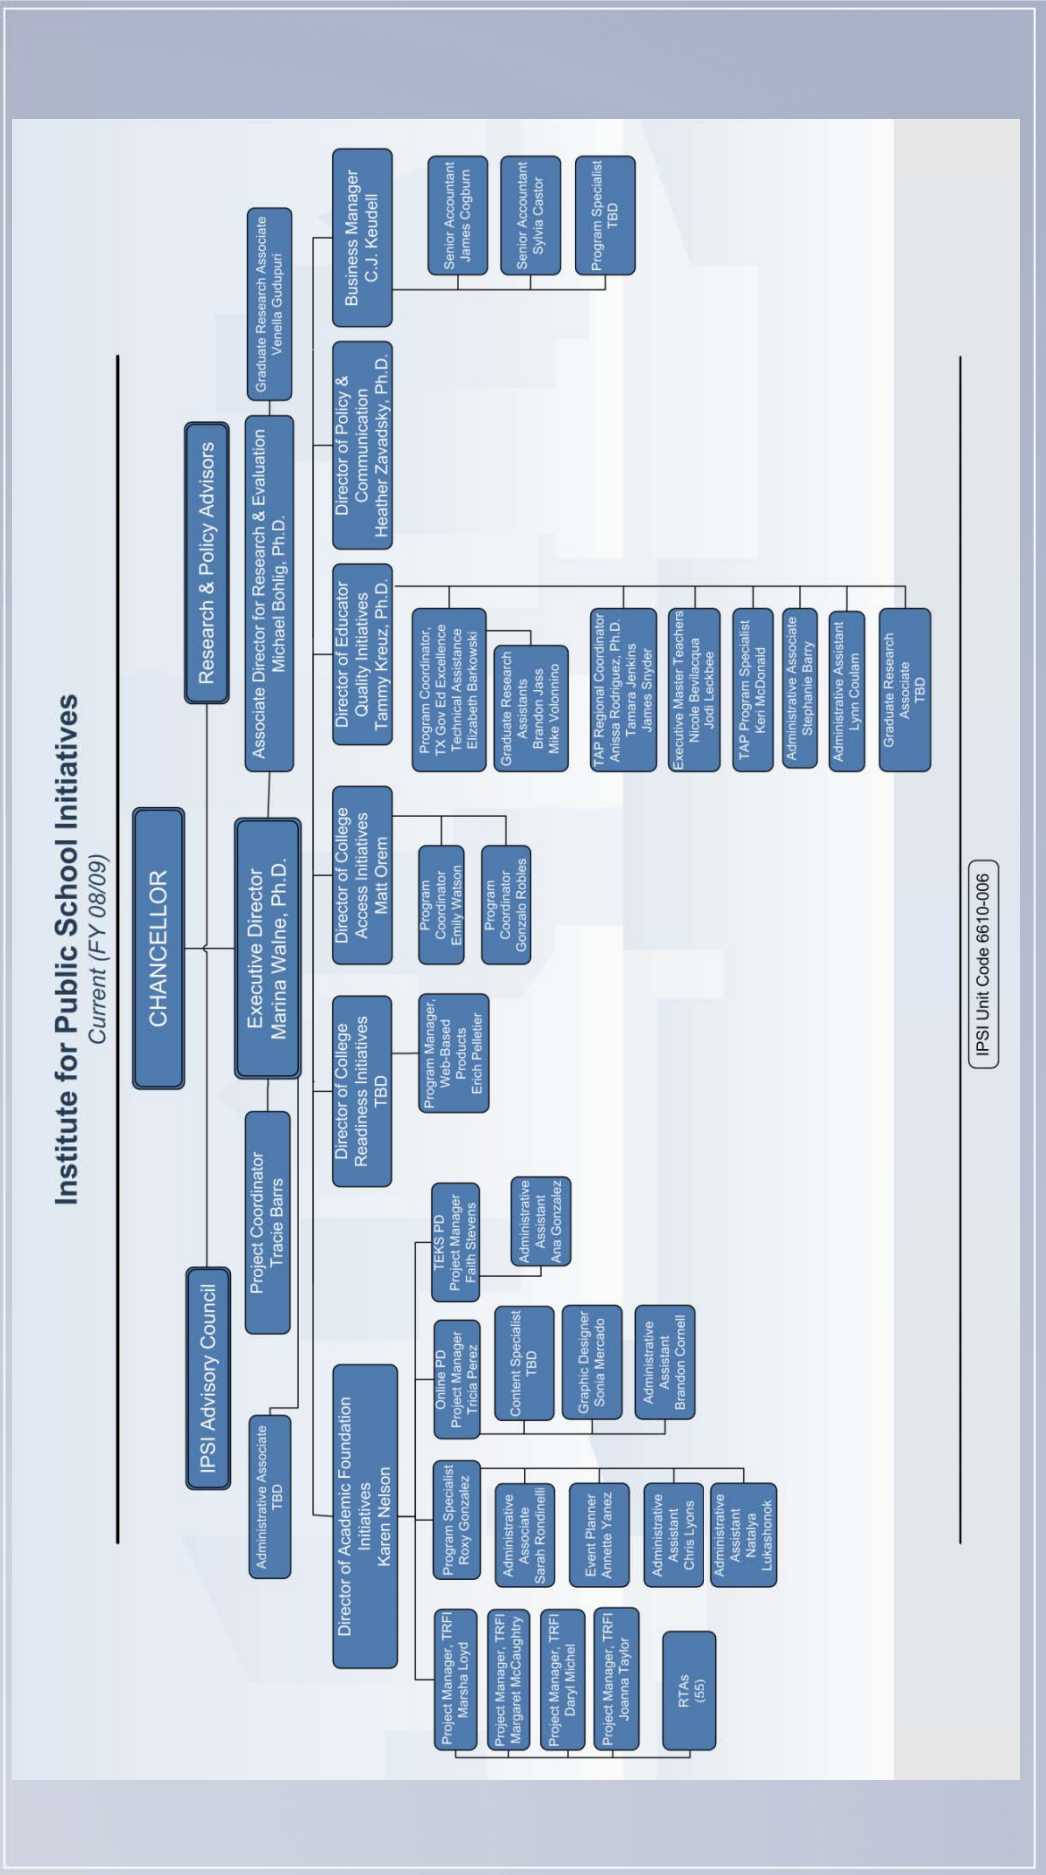 Institute for Public School Initiatives
Current (FY 08/09)
CHANCELLOR
IPSI Advisory Council
Research & Policy Advisors
Administrative Associate
TBD
Project Coordinator
Tracie Barrs
Executive Director
Marina Walne, Ph.D.
Associate Director for Research & Evaluation
Michael Bohlig, Ph.D.
Graduate Research Associate
Venella Gudupuri
Director of Academic Foundation
Initiatives
Karen Nelson
Director of College
Readiness Initiatives
TBD
Director of College
Access Initiatives
Matt Orem
Director of Educator
Quality Initiatives
Tammy Kreuz, Ph.D.
Director of Policy &
Communication
Heather Zavadsky, Ph.D.
Business Manager
C.J. Keudell
Project Manager, TRFI
Marsha Loyd
Project Manager, TRFI
Margaret McCaughtry
Project Manager, TRFI
Daryl Michel
Project Manager, TRFI
Joanna Taylor
RTAs
(55)
Program Specialist
Roxy Gonzalez
Administrative
Associate
Sarah Rondinelli
Event Planner
Annette Yanez
Administrative
Assistant
Chris Lyons
Administrative
Assistant
Natalya
Lukashonok
Online PD
Project Manager
Tricia Perez
Content Specialist
TBD
Graphic Designer
Sonia Mercado
Administrative
Assistant
Brandon Cornell
TEKS PD
Project Manager
Faith Stevens
Administrative
Assistant
Ana Gonzalez
Program Manager,
Web-Based
Products
Erich Pelletier
Program
Coordinator
Emily Watson
Program
Coordinator
Gonzalo Robles
Program Coordinator,
TX Gov Ed Excellence
Technical Assistance
Elizabeth Barkowski
Graduate Research
Assistants
Brandon Jass
Mike Volonnino
TAP Regional Coordinator
Anissa Rodriguez, Ph.D.
Tamara Jenkins
James Snyder
Executive Master Teachers
Nicole Bevilacqua
Jodi Leckbee
TAP Program Specialist
Keri McDonald
Administrative Associate
Stephanie Barry
Administrative Assistant
Lynn Coulam
Graduate Research
Associate
TBD
Senior Accountant
James Cogburn
Senior Accountant
Sylvia Castor
Program Specialist
TBD
IPSI Unit Code 6610-006